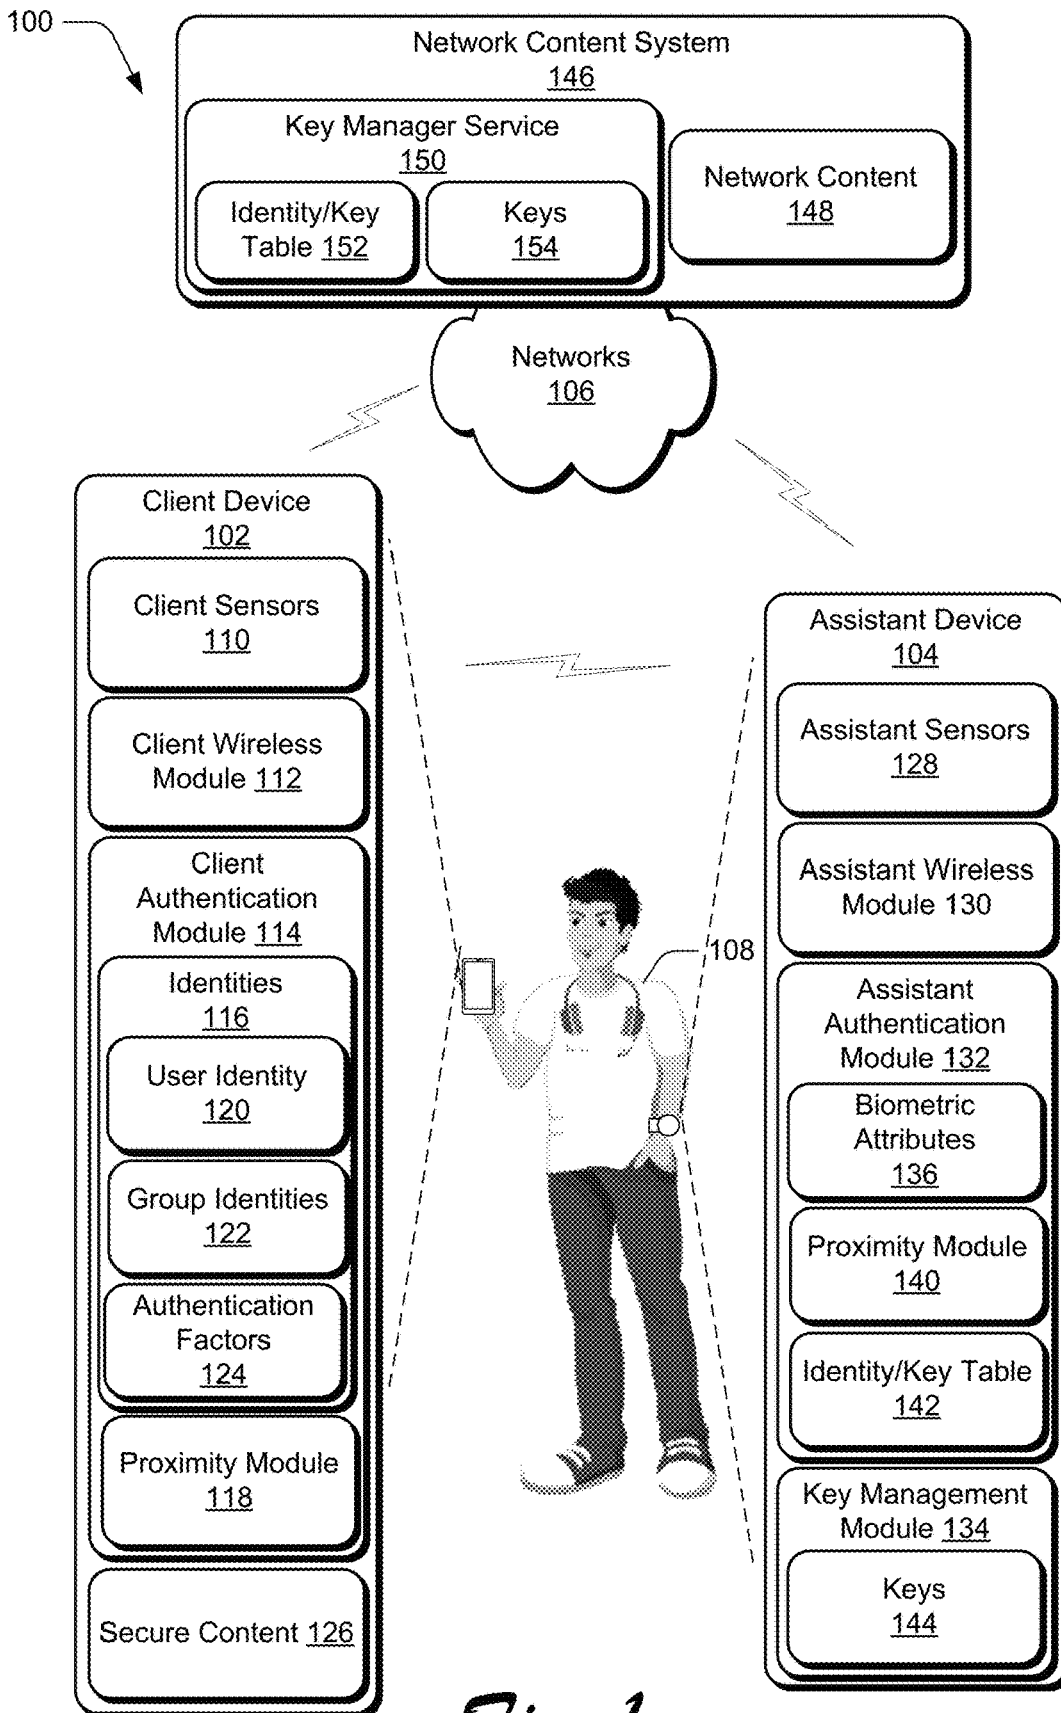 100
Network Content System
146
Key Manager Service
150
Identity/Key
Table 152
Keys
154
Network Content
148
Networks
106
Client Device
102
Client Sensors
110
Client Wireless
Module 112
Client
Authentication
Module 114
Identities
116
User Identity
120
Group Identities
122
Authentication
Factors
124
Proximity Module
118
Secure Content 126
108
Assistant Device
104
Assistant Sensors
128
Assistant Wireless
Module 130
Assistant
Authentication
Module 132
Biometric
Attributes
136
Proximity Module
140
Identity/Key Table
142
Key Management
Module 134
Keys
144